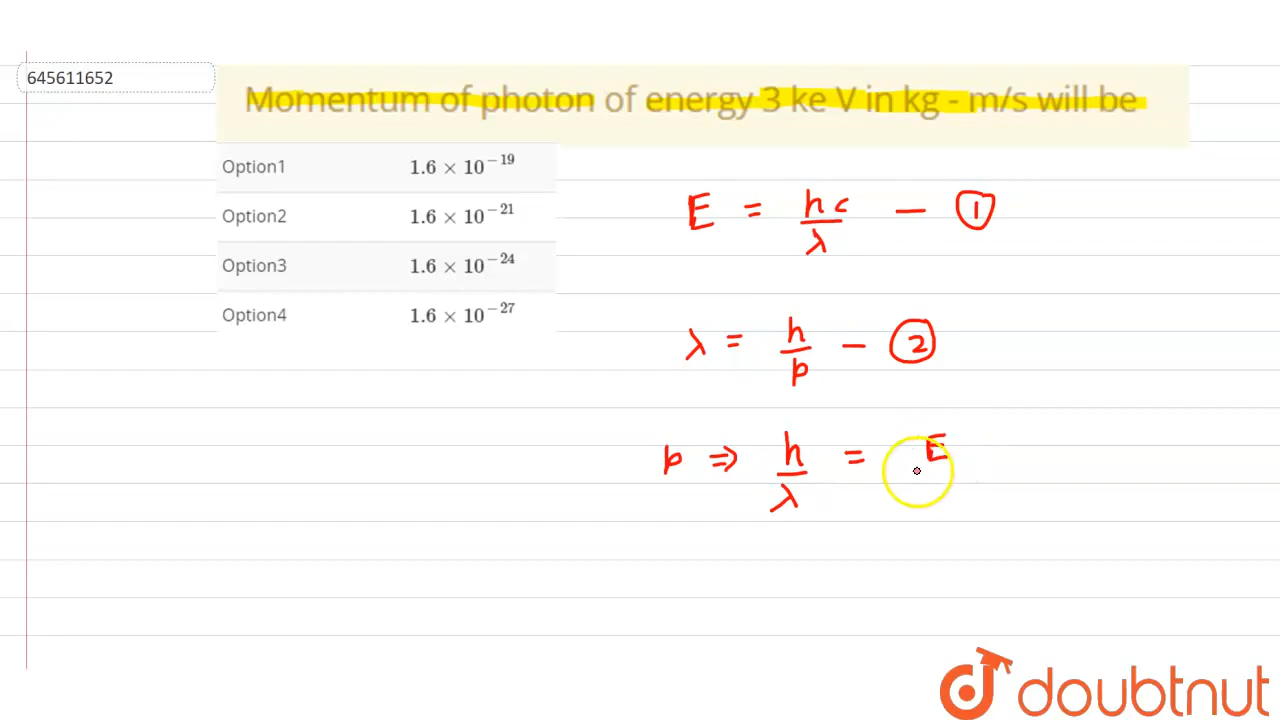 645611652
Momentum of photon of energy 3 ke V in kg - m/s will be
Option1 1.6 × 10⁻¹⁹
Option2 1.6 × 10⁻²¹
Option3 1.6 × 10⁻²⁴
Option4 1.6 × 10⁻²⁷
E = hc/λ — ①
λ = h/p — ②
p ⇒ h/λ = E
doubtnut